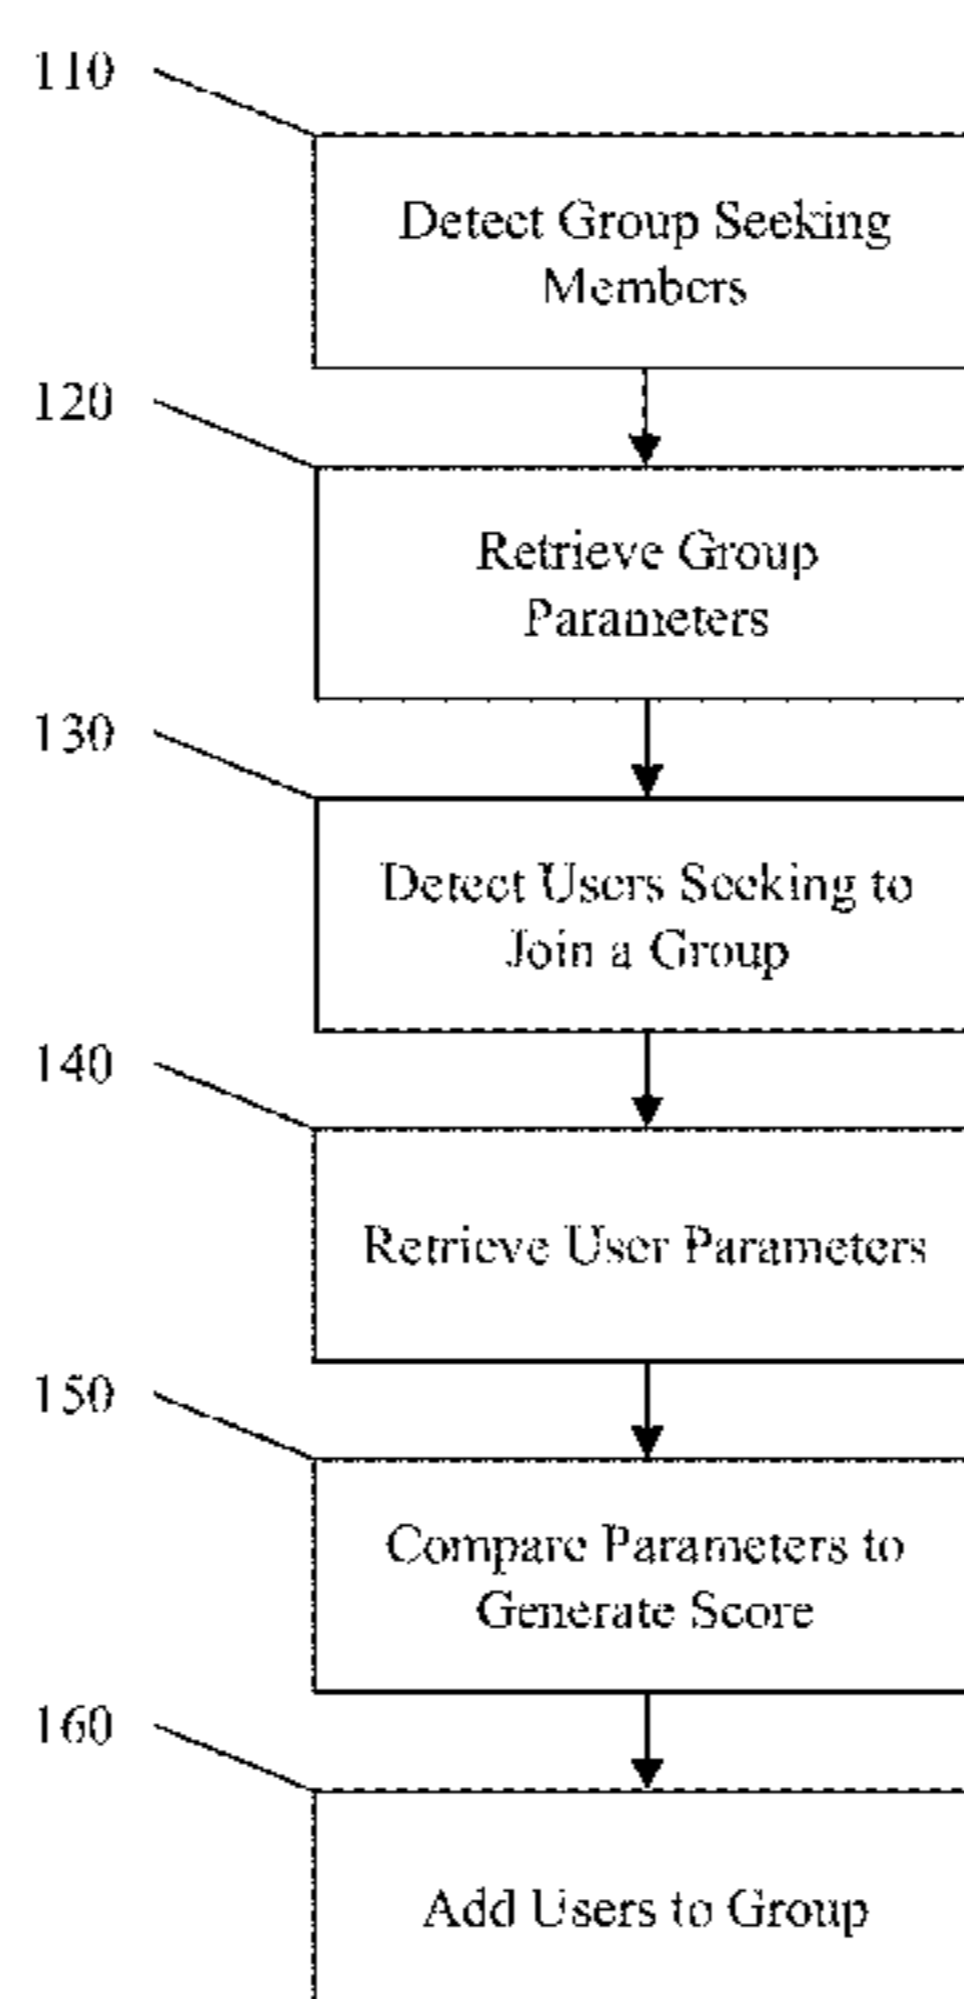 110
Detect Group Seeking
Members
120
Retrieve Group
Parameters
130
Detect Users Seeking to
Join a Group
140
Retrieve User Parameters
150
Compare Parameters to
Generate Score
160
Add Users to Group